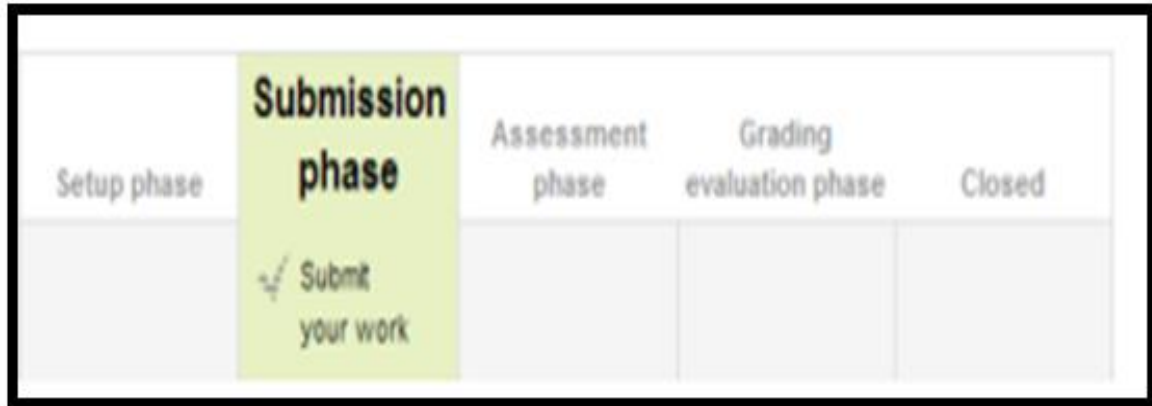 Setup phase
Submission
phase
Submit
your work
Assessment
phase
Grading
evaluation phase
Closed